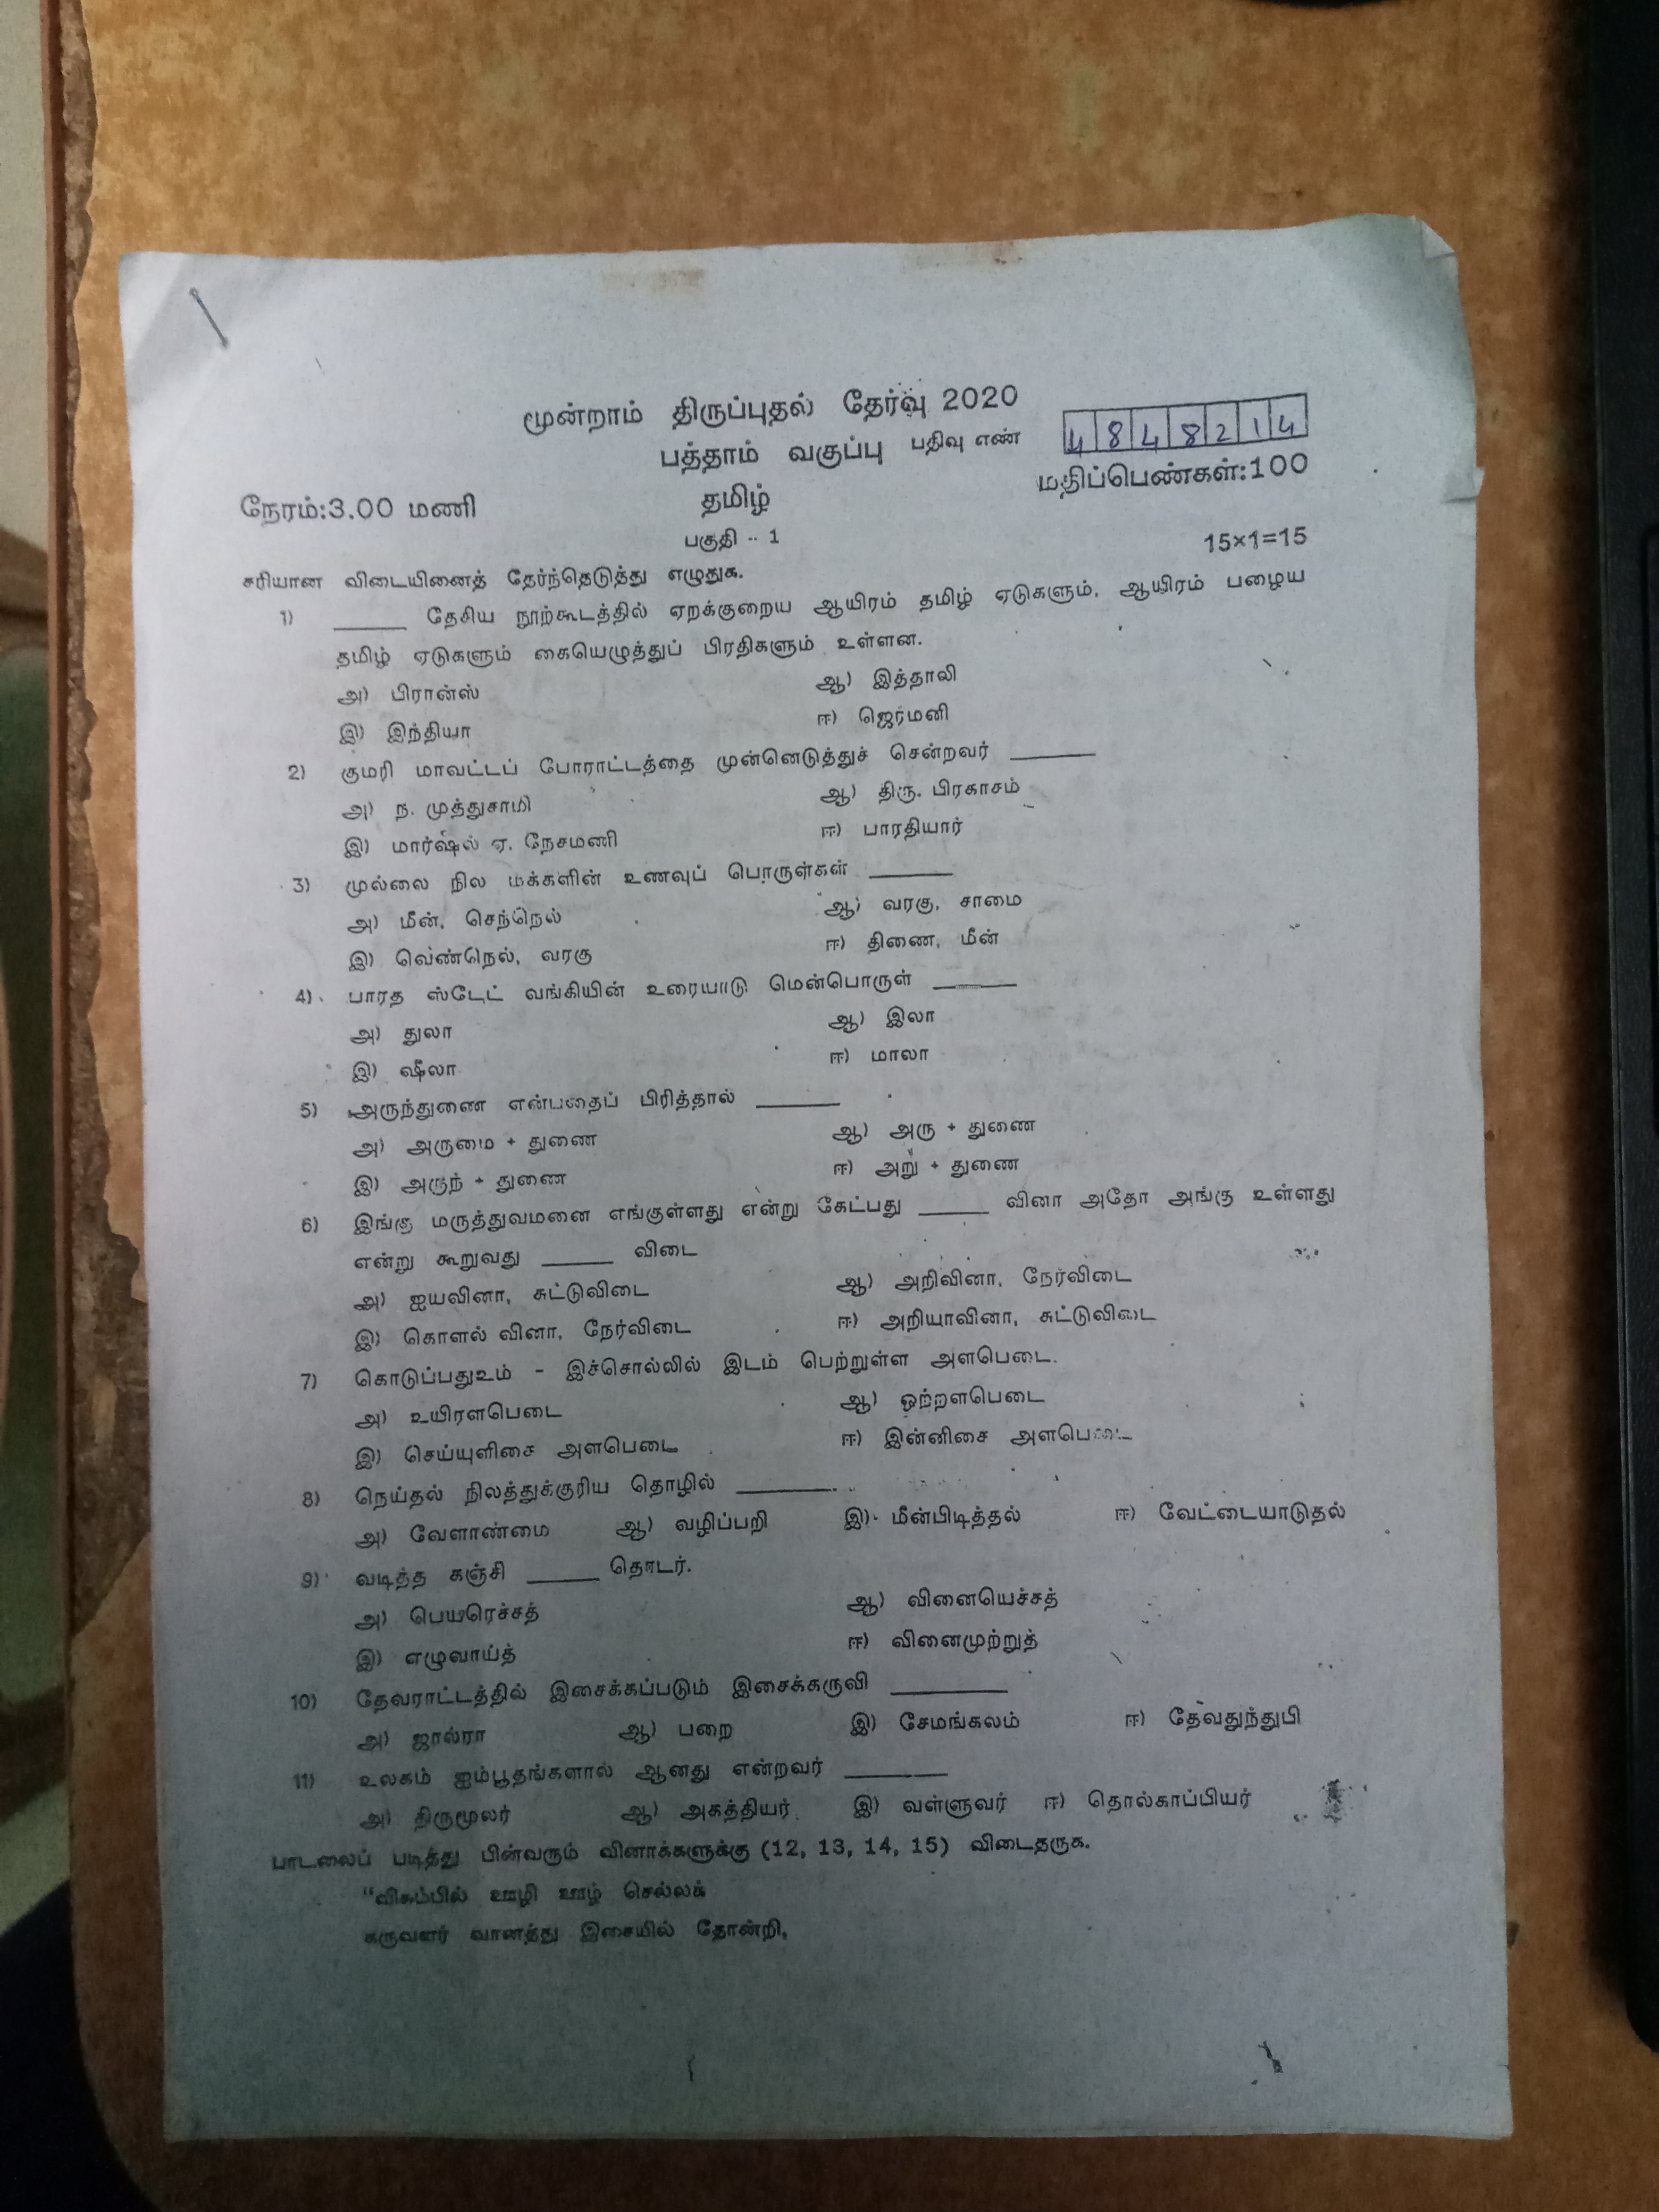 மூன்றாம் திருப்புதல் தேர்வு 2020
பத்தாம் வகுப்பு பதிவு எண் 4 8 4 8 2 1 4
நேரம்:3.00 மணி தமிழ் மதிப்பெண்கள்:100
பகுதி - 1 15x1=15
சரியான விடையினைத் தேர்ந்தெடுத்து எழுதுக.
1) ______ தேசிய நூற்கூடத்தில் ஏறக்குறைய ஆயிரம் தமிழ் ஏடுகளும், ஆயிரம் பழைய
தமிழ் ஏடுகளும் கையெழுத்துப் பிரதிகளும் உள்ளன.
அ) பிரான்ஸ் ஆ) இத்தாலி
இ) இந்தியா ஈ) ஜெர்மனி
2) குமரி மாவட்டப் போராட்டத்தை முன்னெடுத்துச் சென்றவர் ______
அ) ந. முத்துசாமி ஆ) திரு. பிரகாசம்
இ) மார்ஷல் ஏ. நேசமணி ஈ) பாரதியார்
3) முல்லை நில மக்களின் உணவுப் பொருள்கள் ______
அ) மீன், செந்நெல் ஆ) வரகு, சாமை
இ) வெண்நெல், வரகு ஈ) திணை, மீன்
4) பாரத ஸ்டேட் வங்கியின் உரையாடு மென்பொருள் ______
அ) துலா ஆ) இலா
இ) ஷீலா ஈ) மாலா
5) அருந்துணை என்பதைப் பிரித்தால் ______
அ) அருமை + துணை ஆ) அரு + துணை
இ) அருந் + துணை ஈ) அறு + துணை
6) இங்கு மருத்துவமனை எங்குள்ளது என்று கேட்பது ______ வினா அதோ அங்கு உள்ளது
என்று கூறுவது ______ விடை
அ) ஐயவினா, சுட்டுவிடை ஆ) அறிவினா, நேர்விடை
இ) கொளல் வினா, நேர்விடை ஈ) அறியாவினா, சுட்டுவிடை
7) கொடுப்பதுஉம் - இச்சொல்லில் இடம் பெற்றுள்ள அளபெடை.
அ) உயிரளபெடை ஆ) ஒற்றளபெடை
இ) செய்யுளிசை அளபெடை ஈ) இன்னிசை அளபெடை
8) நெய்தல் நிலத்துக்குரிய தொழில் ______
அ) வேளாண்மை ஆ) வழிப்பறி இ) மீன்பிடித்தல் ஈ) வேட்டையாடுதல்
9) வடித்த கஞ்சி ______ தொடர்.
அ) பெயரெச்சத் ஆ) வினையெச்சத்
இ) எழுவாய்த் ஈ) வினைமுற்றுத்
10) தேவராட்டத்தில் இசைக்கப்படும் இசைக்கருவி ______
அ) ஜால்ரா ஆ) பறை இ) சேமங்கலம் ஈ) தேவதுந்துபி
11) உலகம் ஐம்பூதங்களால் ஆனது என்றவர் ______
அ) திருமூலர் ஆ) அகத்தியர் இ) வள்ளுவர் ஈ) தொல்காப்பியர்
பாடலைப் படித்து பின்வரும் வினாக்களுக்கு (12, 13, 14, 15) விடைதருக.
"விசும்பில் ஊழி ஊழ் செல்லக்
கருவளர் வானத்து இசையில் தோன்றி,